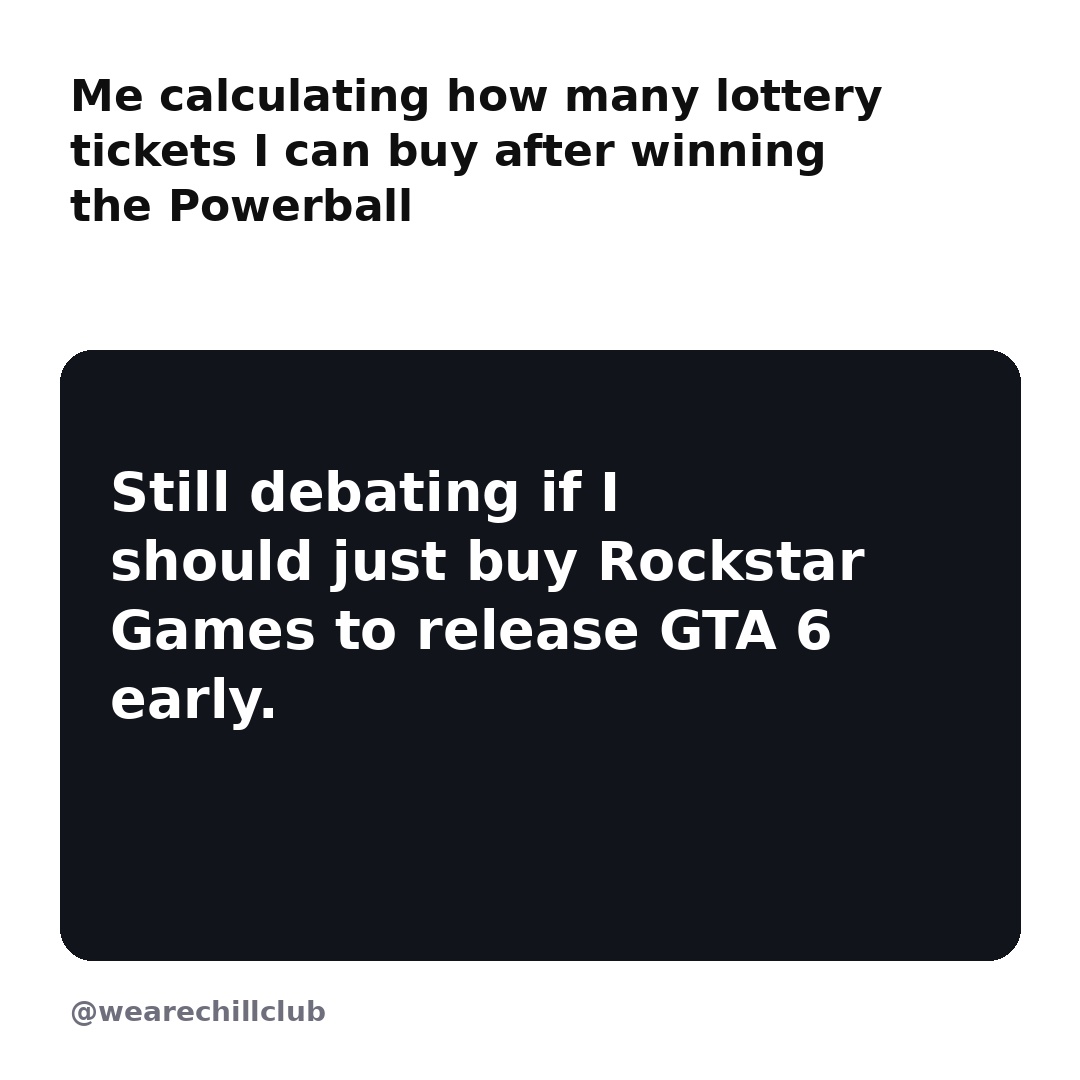 Me calculating how many lottery
tickets I can buy after winning
the Powerball
Still debating if I
should just buy Rockstar
Games to release GTA 6
early.
@wearechillclub